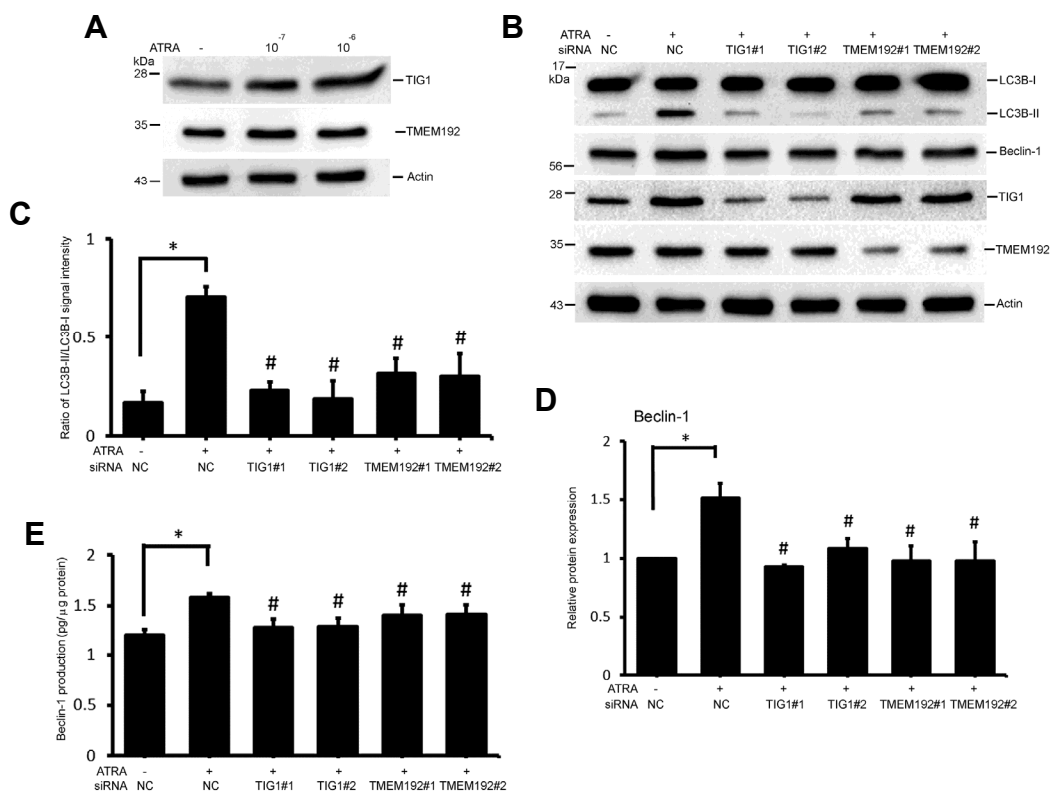 A
ATRA - 10-7 10-6
kDa
28
TIG1
35
TMEM192
43
Actin
B
ATRA - + + + + +
siRNA NC NC TIG1#1 TIG1#2 TMEM192#1 TMEM192#2
17
kDa
LC3B-I
LC3B-II
Beclin-1
56
28
TIG1
35
TMEM192
43
Actin
C
Ratio of LC3B-II/LC3B-I signal intensity
1
0.5
0
*
# # # #
ATRA - + + + + +
siRNA NC NC TIG1#1 TIG1#2 TMEM192#1 TMEM192#2
D
Beclin-1
Relative protein expression
2
1.5
1
0.5
0
*
# # # #
ATRA - + + + + +
siRNA NC NC TIG1#1 TIG1#2 TMEM192#1 TMEM192#2
E
Beclin-1 production (pg/μg protein)
2
1.5
1
0.5
0
*
# # # #
ATRA - + + + + +
siRNA NC NC TIG1#1 TIG1#2 TMEM192#1 TMEM192#2